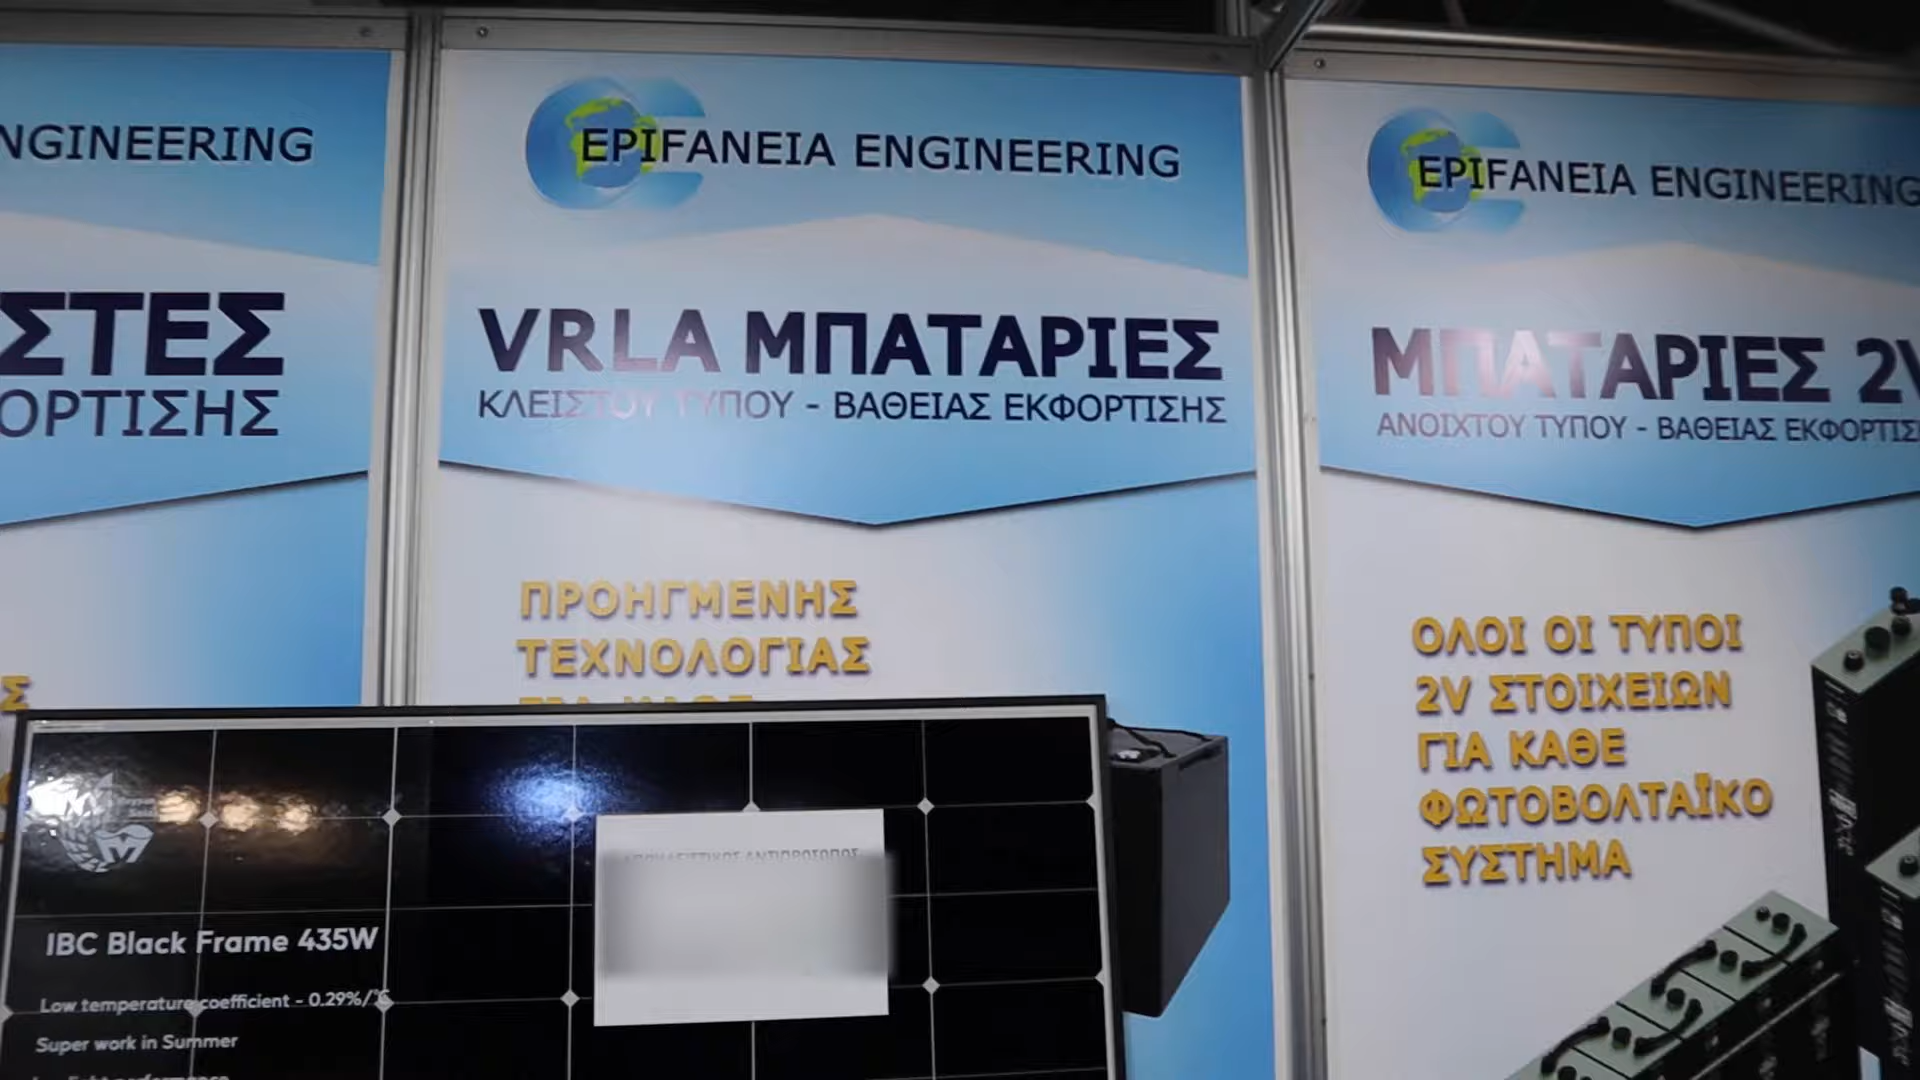 NGINEERING
ΣΤΕΣ
ΟΡΤΙΣΗΣ
EPIFANEIA ENGINEERING
VRLA ΜΠΑΤΑΡΙΕΣ
ΚΛΕΙΣΤΟΥ ΤΥΠΟΥ - ΒΑΘΕΙΑΣ ΕΚΦΟΡΤΙΣΗΣ
ΠΡΟΗΓΜΕΝΗΣ
ΤΕΧΝΟΛΟΓΙΑΣ
EPIFANEIA ENGINEERING
ΜΠΑΤΑΡΙΕΣ 2V
ΑΝΟΙΧΤΟΥ ΤΥΠΟΥ - ΒΑΘΕΙΑΣ ΕΚΦΟΡΤΙΣ
ΟΛΟΙ ΟΙ ΤΥΠΟΙ
2V ΣΤΟΙΧΕΙΩΝ
ΓΙΑ ΚΑΘΕ
ΦΩΤΟΒΟΛΤΑΪΚΟ
ΣΥΣΤΗΜΑ
IBC Black Frame 435W
Low temperature coefficient - 0.29%/°C
Super work in Summer